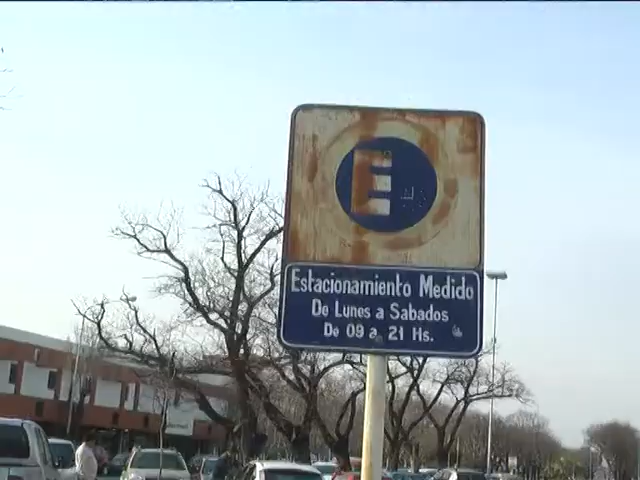 E
Estacionamiento Medido
De Lunes a Sabados
De 09 a 21 Hs.